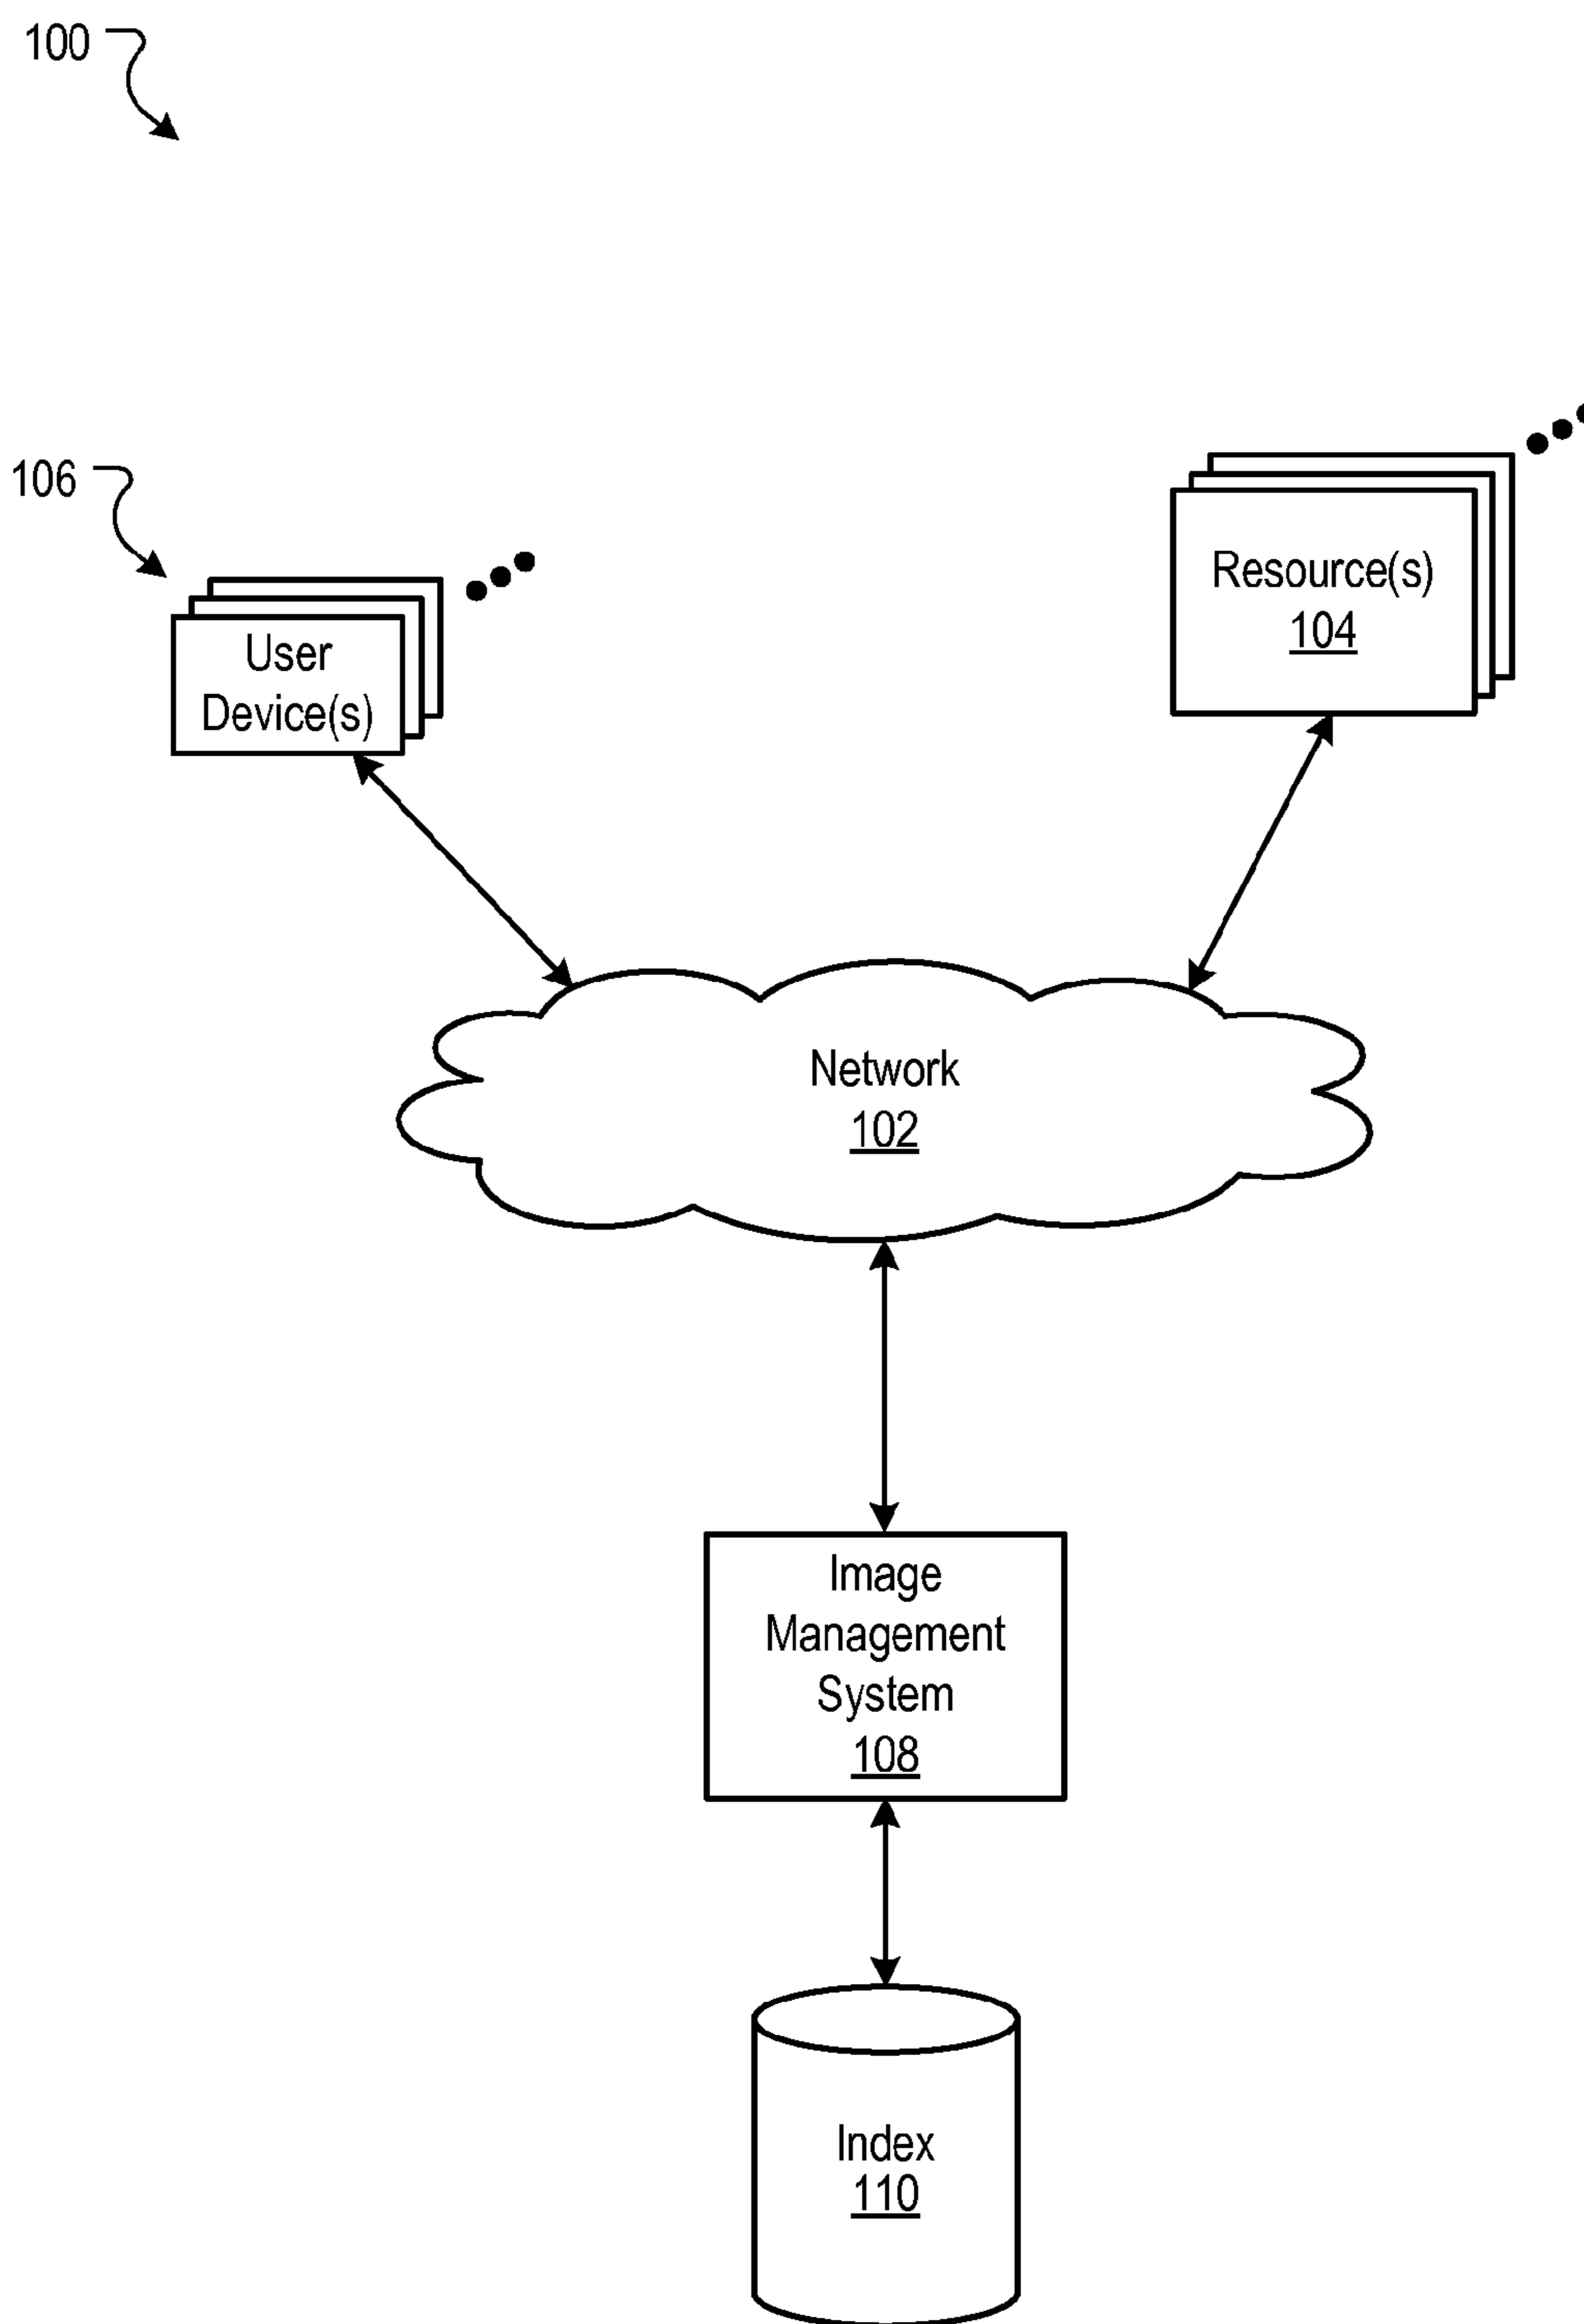 100
106
User
Device(s)
Resource(s)
104
Network
102
Image
Management
System
108
Index
110